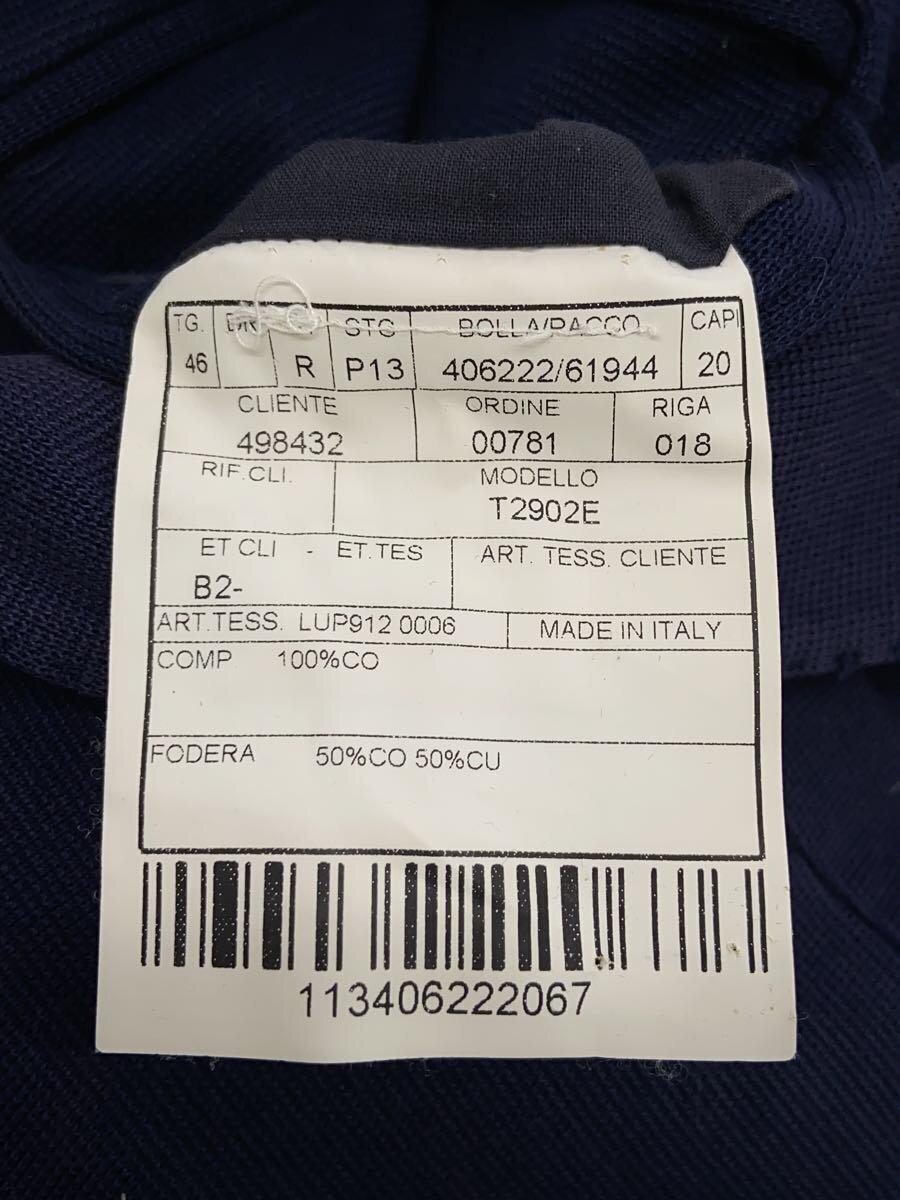 TG. STG BOLLA/PACCO CAPI
46 R P13 406222/61944 20
CLIENTE ORDINE RIGA
498432 00781 018
RIF.CLI. MODELLO
T2902E
ET CLI - ET.TES ART. TESS. CLIENTE
B2-
ART.TESS. LUP912 0006 MADE IN ITALY
COMP 100%CO
FODERA 50%CO 50%CU
113406222067